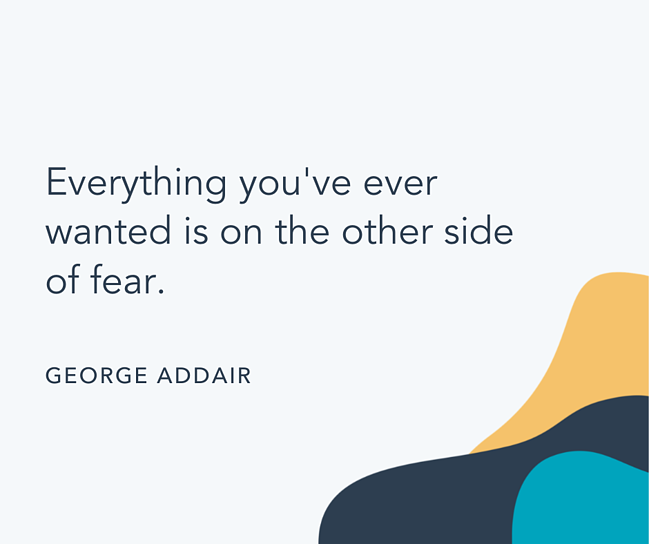 Everything you've ever
wanted is on the other side
of fear.
GEORGE ADDAIR